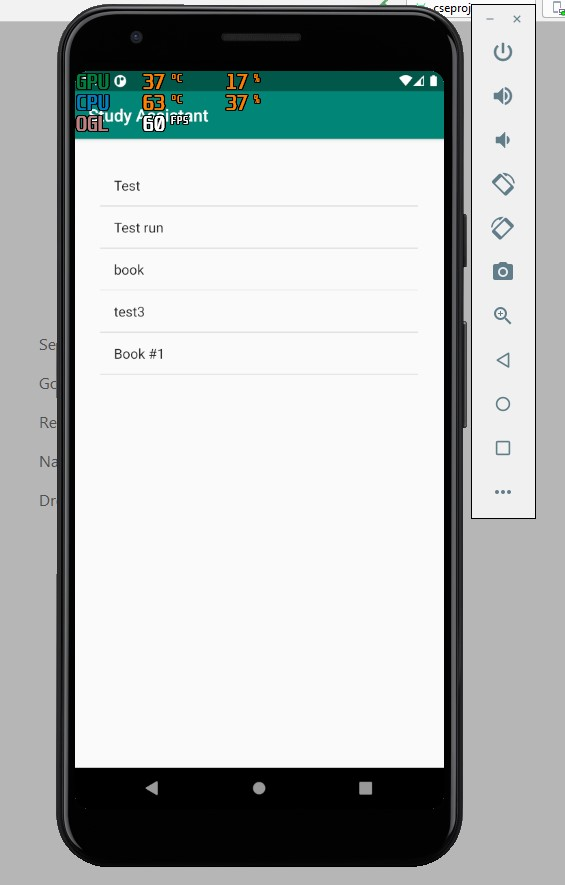 cseproj
GPU 37 °C 17 %
CPU 63 °C 37 %
Study Assistant
OGL 60 FPS
Test
Test run
book
test3
Book #1
Se
Go
Re
Na
Dr